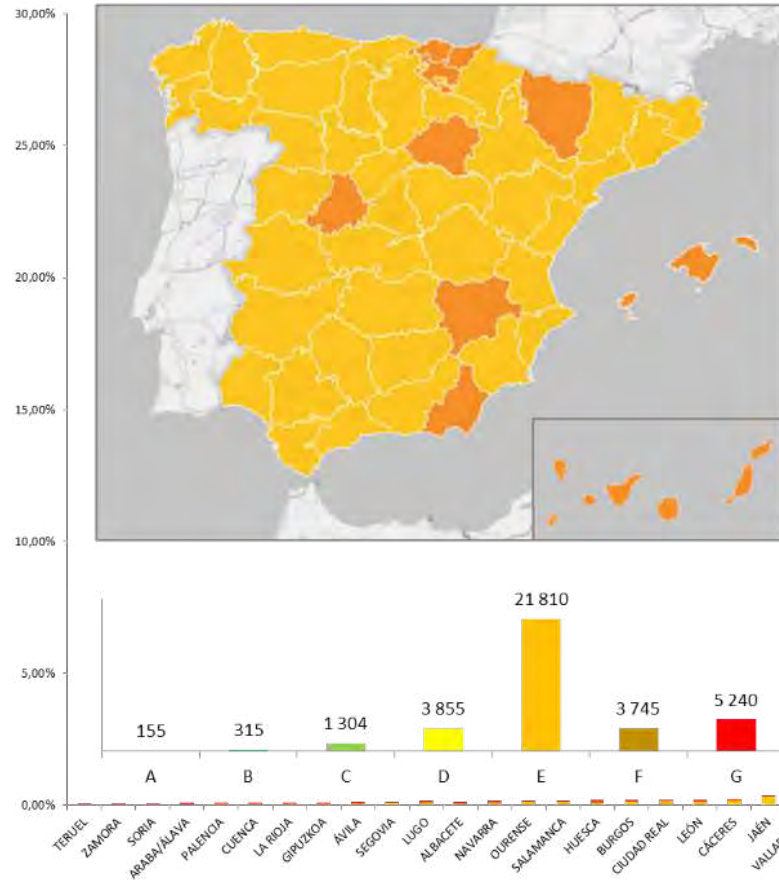 30,00%
25,00%
20,00%
15,00%
10,00%
5,00%
0,00%
155
315
1 304
3 855
21 810
3 745
5 240
A
B
C
D
E
F
G
TERUEL
ZAMORA
SORIA
ARABA/ÁLAVA
PALENCIA
CUENCA
LA RIOJA
GIPUZKOA
ÁVILA
SEGOVIA
LUGO
ALBACETE
NAVARRA
OURENSE
SALAMANCA
HUESCA
BURGOS
CIUDAD REAL
LEÓN
CÁCERES
JAÉN
VALLA